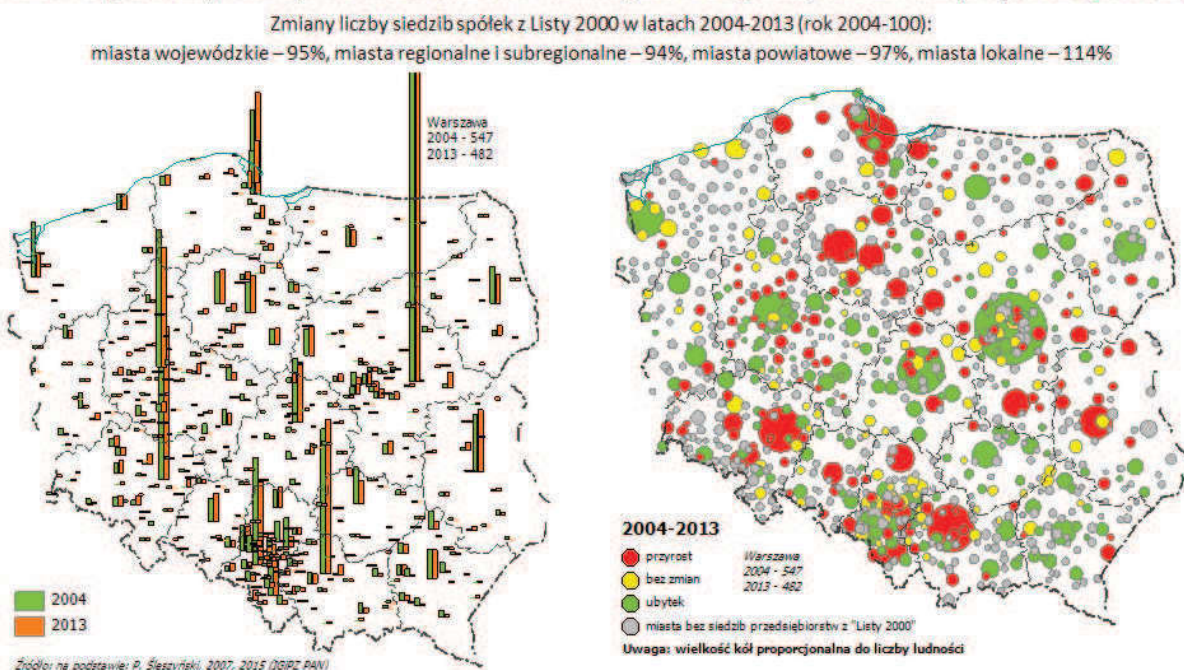 Zmiany liczby siedzib spółek z Listy 2000 w latach 2004-2013 (rok 2004-100):
miasta wojewódzkie – 95%, miasta regionalne i subregionalne – 94%, miasta powiatowe – 97%, miasta lokalne – 114%
Warszawa
2004 - 547
2013 - 482
2004
2013
Źródło: na podstawie: P. Śleszyński, 2007, 2015 (IGiPZ PAN)
2004-2013
przyrost
bez zmian
ubytek
miasta bez siedzib przedsiębiorstw z "Listy 2000"
Warszawa
2004 - 547
2013 - 482
Uwaga: wielkość kół proporcjonalna do liczby ludności